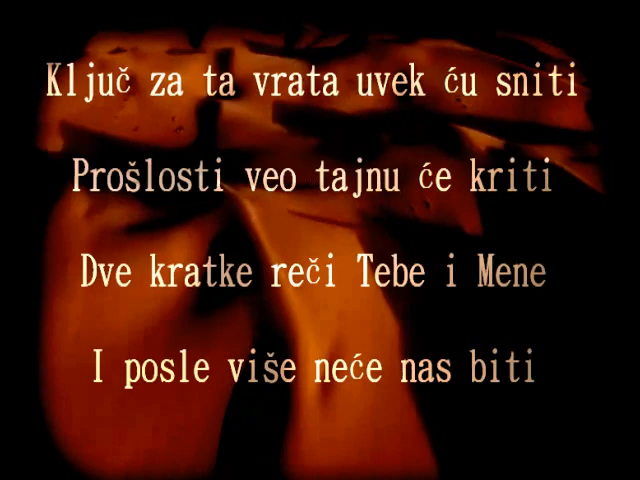 Ključ za ta vrata uvek ću sniti
Prošlosti veo tajnu će kriti
Dve kratke reči Tebe i Mene
I posle više neće nas biti